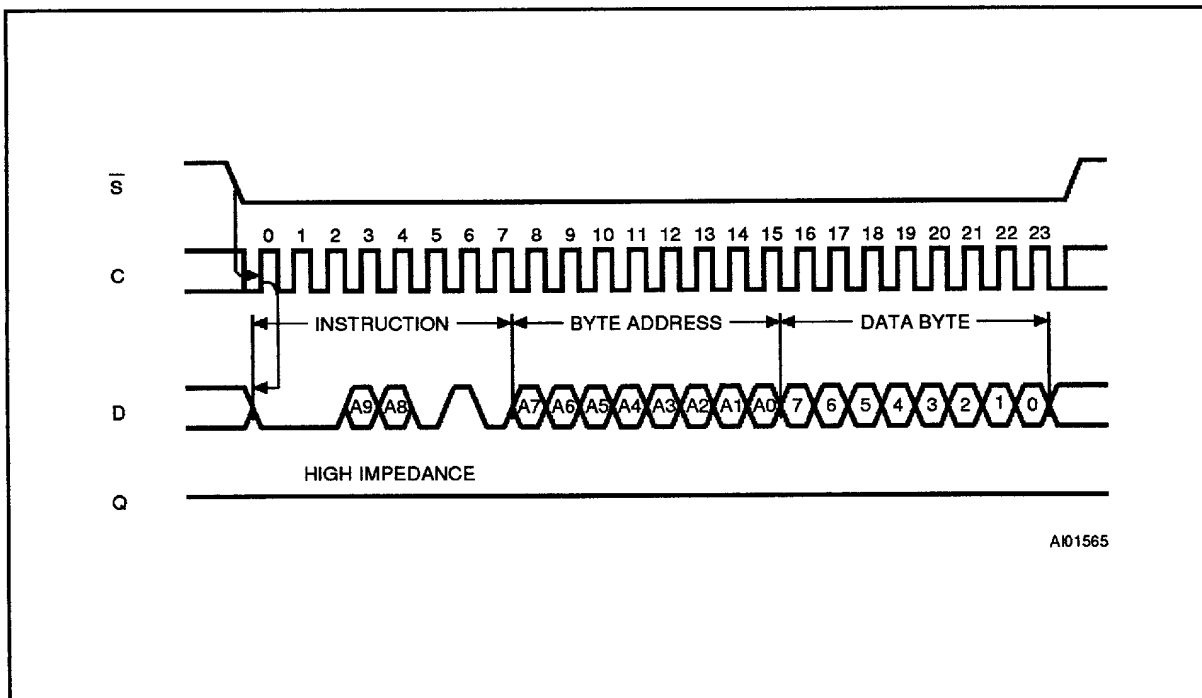 S
0 1 2 3 4 5 6 7 8 9 10 11 12 13 14 15 16 17 18 19 20 21 22 23
C
INSTRUCTION BYTE ADDRESS DATA BYTE
D
A9 A8 A7 A6 A5 A4 A3 A2 A1 A0 7 6 5 4 3 2 1 0
HIGH IMPEDANCE
Q
AI01565